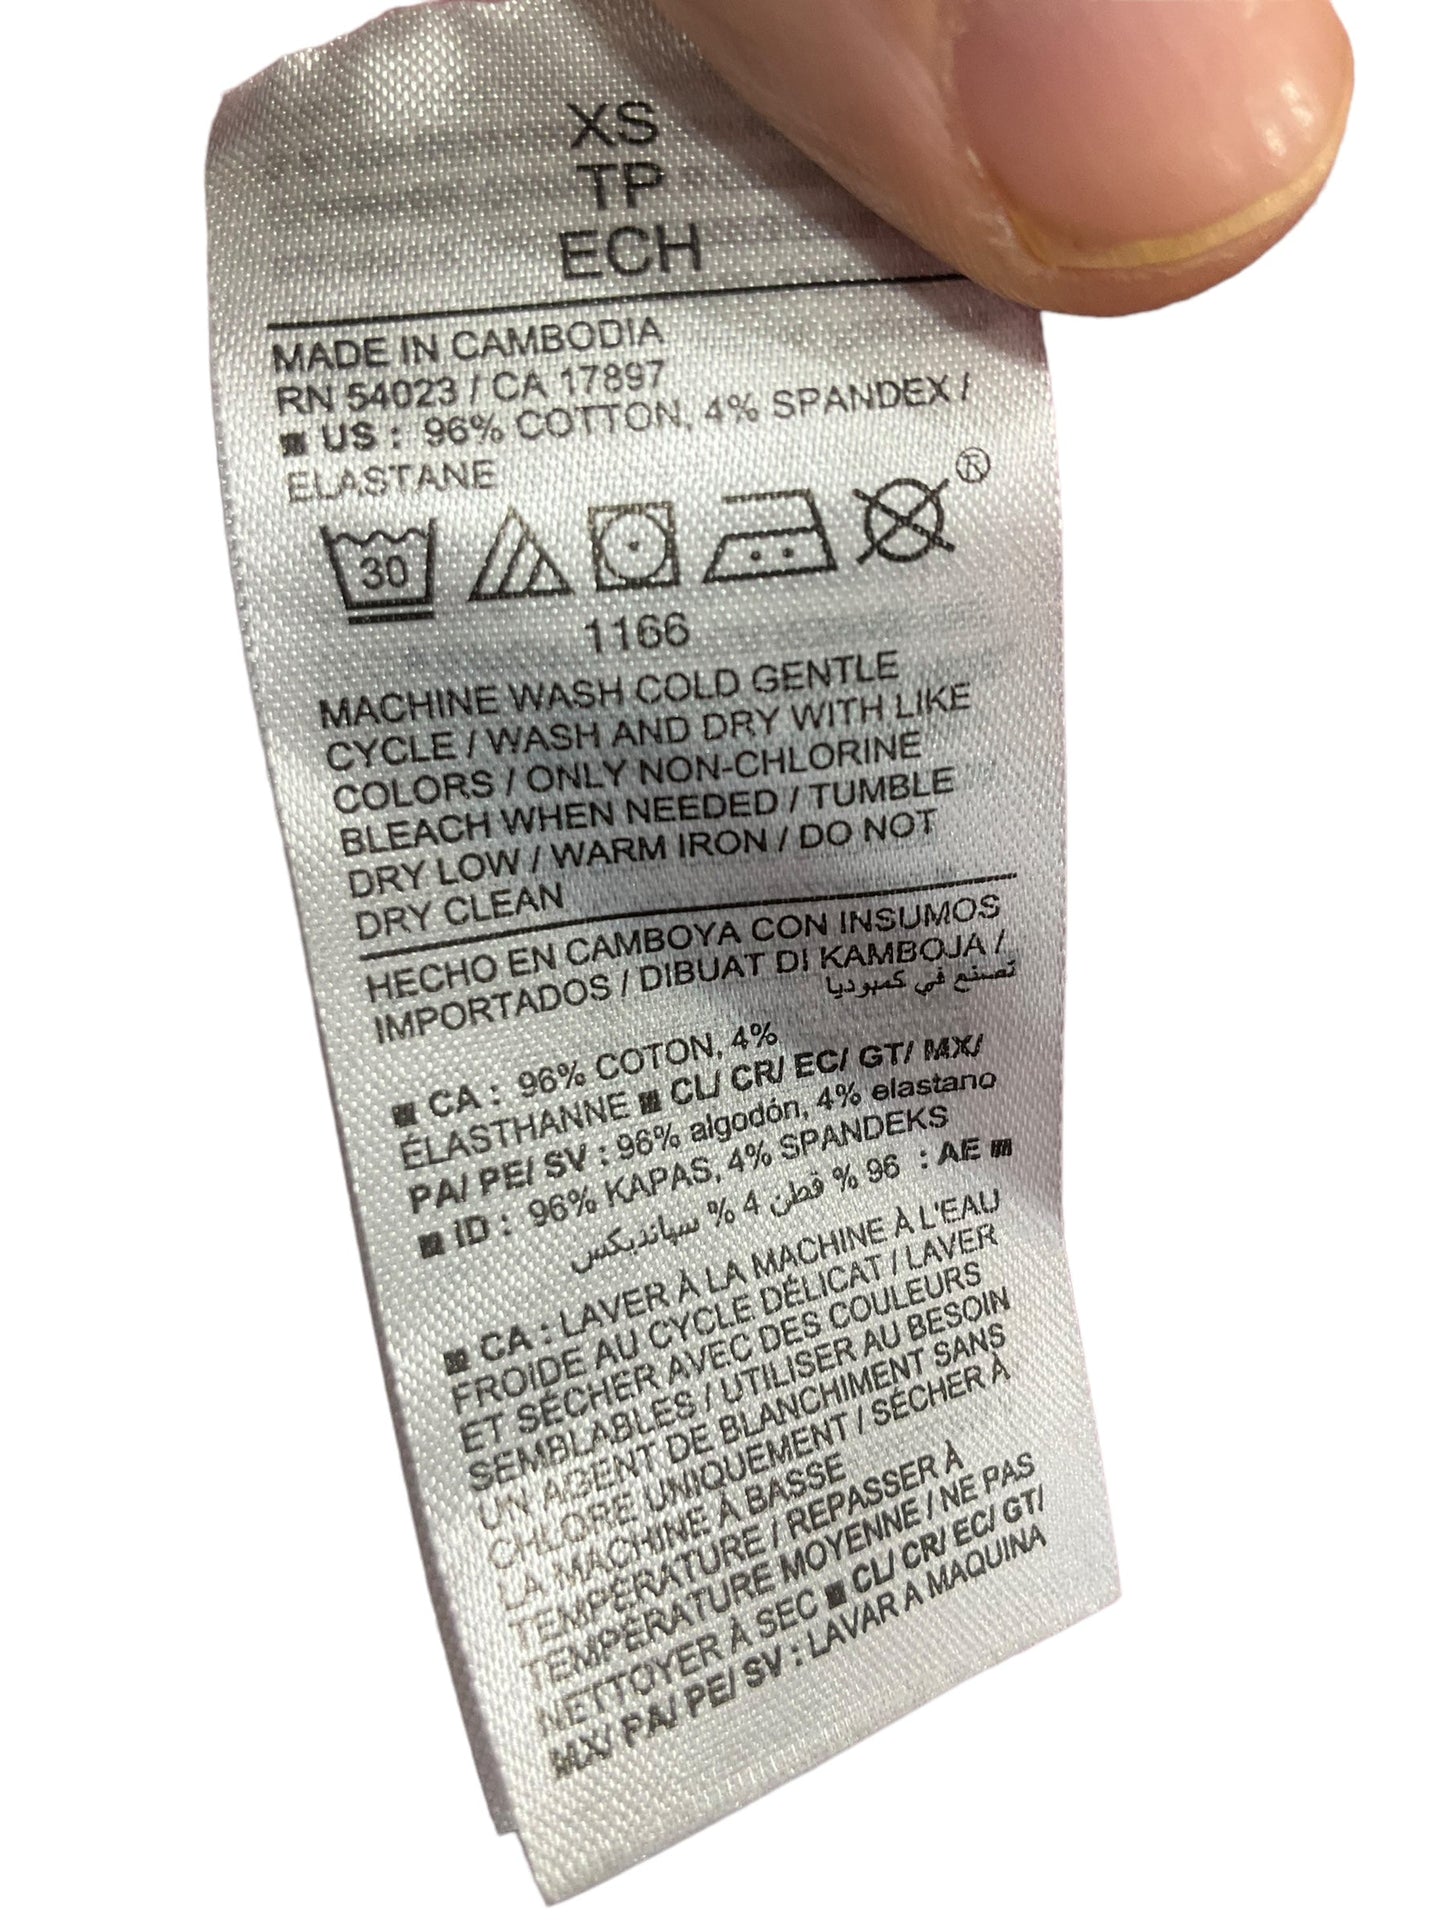 XS
TP
ECH
MADE IN CAMBODIA
RN 54023 / CA 17897
■ US : 96% COTTON, 4% SPANDEX /
ELASTANE
®
30
1166
MACHINE WASH COLD GENTLE
CYCLE / WASH AND DRY WITH LIKE
COLORS / ONLY NON-CHLORINE
BLEACH WHEN NEEDED / TUMBLE
DRY LOW / WARM IRON / DO NOT
DRY CLEAN
HECHO EN CAMBOYA CON INSUMOS
IMPORTADOS / DIBUAT DI KAMBOJA /
تصنع في كمبوديا
■ CA : 96% COTON, 4%
ÉLASTHANNE ■ CL/ CR/ EC/ GT/ MX/
PA/ PE/ SV : 96% algodón, 4% elastano
■ ID : 96% KAPAS, 4% SPANDEKS
■ AE : 96 % قطن 4 % سپانديكس
■ CA : LAVER À LA MACHINE À L'EAU
FROIDE AU CYCLE DÉLICAT / LAVER
ET SÉCHER AVEC DES COULEURS
SEMBLABLES / UTILISER AU BESOIN
UN AGENT DE BLANCHIMENT SANS
CHLORE UNIQUEMENT / SÉCHER À
LA MACHINE À BASSE
TEMPÉRATURE / REPASSER À
TEMPÉRATURE MOYENNE / NE PAS
NETTOYER À SEC ■ CL/ CR/ EC/ GT/
MX/ PA/ PE/ SV : LAVAR A MAQUINA